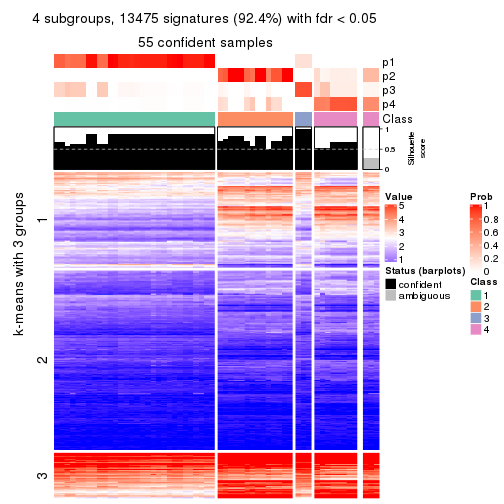 4 subgroups, 13475 signatures (92.4%) with fdr < 0.05
55 confident samples
p1
p2
p3
p4
Class
1
0.5
0
Silhouette
score
k-means with 3 groups
1
2
3
Value
5
4
3
2
1
Status (barplots)
confident
ambiguous
Prob
1
0.8
0.6
0.4
0.2
0
Class
1
2
3
4